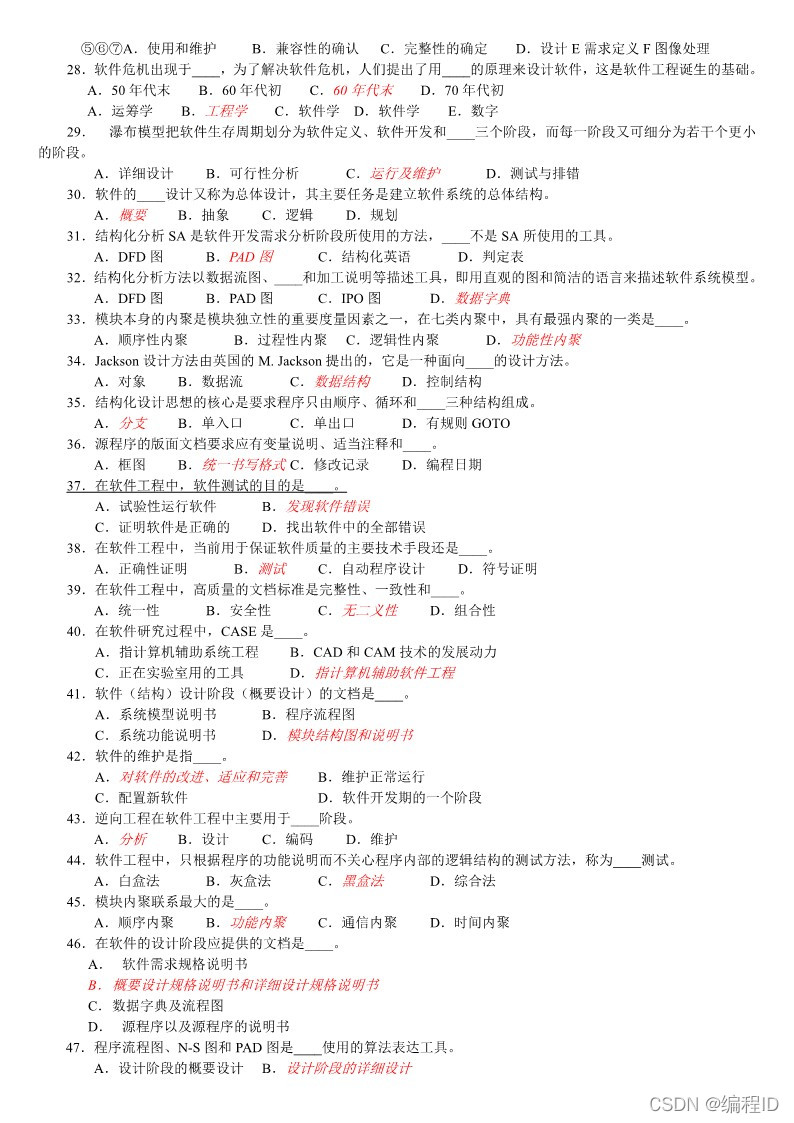 ⑤⑥⑦A．使用和维护 B．兼容性的确认 C．完整性的确定 D．设计 E 需求定义 F 图像处理
28．软件危机出现于____，为了解决软件危机，人们提出了用____的原理来设计软件，这是软件工程诞生的基础。
A．50 年代末 B．60 年代初 C．60 年代末 D．70 年代初
A．运筹学 B．工程学 C．软件学 D．软件学 E．数字
29． 瀑布模型把软件生存周期划分为软件定义、软件开发和____三个阶段，而每一阶段又可细分为若干个更小
的阶段。
A．详细设计 B．可行性分析 C．运行及维护 D．测试与排错
30．软件的____设计又称为总体设计，其主要任务是建立软件系统的总体结构。
A．概要 B．抽象 C．逻辑 D．规划
31．结构化分析 SA 是软件开发需求分析阶段所使用的方法，____不是 SA 所使用的工具。
A．DFD 图 B．PAD 图 C．结构化英语 D．判定表
32．结构化分析方法以数据流图、____和加工说明等描述工具，即用直观的图和简洁的语言来描述软件系统模型。
A．DFD 图 B．PAD 图 C．IPO 图 D．数据字典
33．模块本身的内聚是模块独立性的重要度量因素之一，在七类内聚中，具有最强内聚的一类是____。
A．顺序性内聚 B．过程性内聚 C．逻辑性内聚 D．功能性内聚
34．Jackson 设计方法由英国的 M. Jackson 提出的，它是一种面向____的设计方法。
A．对象 B．数据流 C．数据结构 D．控制结构
35．结构化设计思想的核心是要求程序只由顺序、循环和____三种结构组成。
A．分支 B．单入口 C．单出口 D．有规则 GOTO
36．源程序的版面文档要求应有变量说明、适当注释和____。
A．框图 B．统一书写格式 C．修改记录 D．编程日期
37．在软件工程中，软件测试的目的是____。
A．试验性运行软件 B．发现软件错误
C．证明软件是正确的 D．找出软件中的全部错误
38．在软件工程中，当前用于保证软件质量的主要技术手段还是____。
A．正确性证明 B．测试 C．自动程序设计 D．符号证明
39．在软件工程中，高质量的文档标准是完整性、一致性和____。
A．统一性 B．安全性 C．无二义性 D．组合性
40．在软件研究过程中，CASE 是____。
A．指计算机辅助系统工程 B．CAD 和 CAM 技术的发展动力
C．正在实验室用的工具 D．指计算机辅助软件工程
41．软件（结构）设计阶段（概要设计）的文档是____。
A．系统模型说明书 B．程序流程图
C．系统功能说明书 D．模块结构图和说明书
42．软件的维护是指____。
A．对软件的改进、适应和完善 B．维护正常运行
C．配置新软件 D．软件开发期的一个阶段
43．逆向工程在软件工程中主要用于____阶段。
A．分析 B．设计 C．编码 D．维护
44．软件工程中，只根据程序的功能说明而不关心程序内部的逻辑结构的测试方法，称为____测试。
A．白盒法 B．灰盒法 C．黑盒法 D．综合法
45．模块内聚联系最大的是____。
A．顺序内聚 B．功能内聚 C．通信内聚 D．时间内聚
46．在软件的设计阶段应提供的文档是____。
A． 软件需求规格说明书
B．概要设计规格说明书和详细设计规格说明书
C．数据字典及流程图
D． 源程序以及源程序的说明书
47．程序流程图、N-S 图和 PAD 图是____使用的算法表达工具。
A．设计阶段的概要设计 B．设计阶段的详细设计
CSDN @编程ID